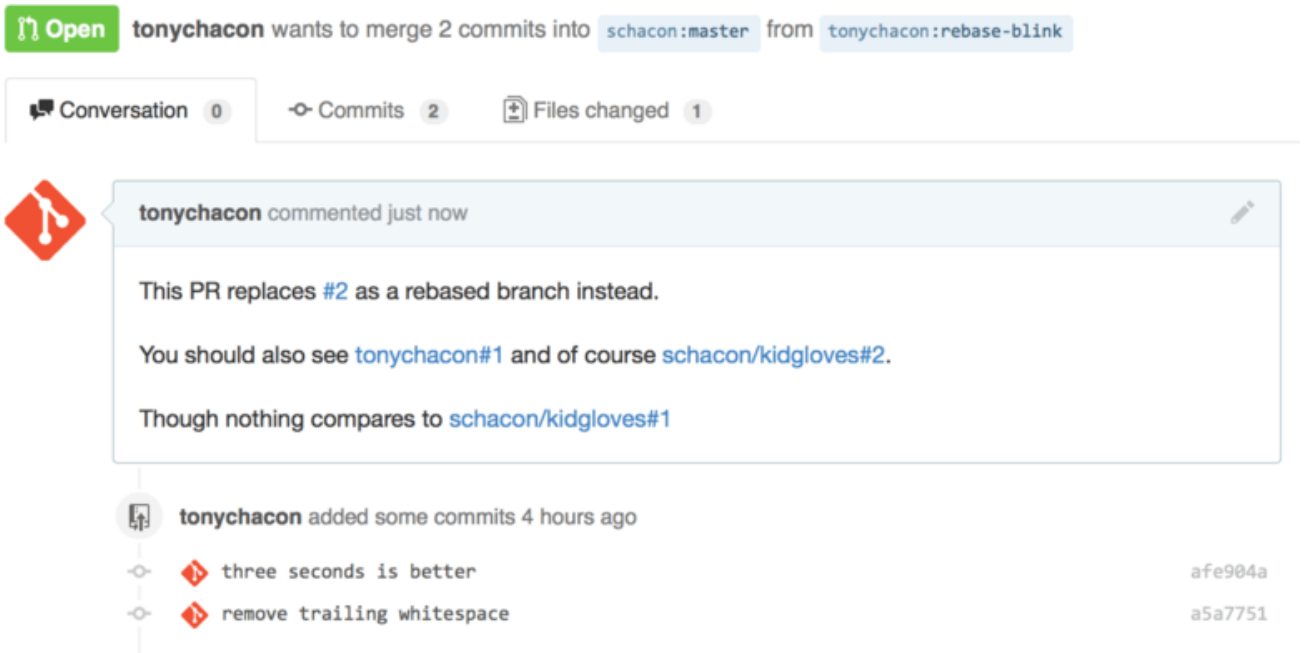 Open tonychacon wants to merge 2 commits into schacon:master from tonychacon:rebase-blink
Conversation 0 Commits 2 Files changed 1
tonychacon commented just now
This PR replaces #2 as a rebased branch instead.
You should also see tonychacon#1 and of course schacon/kidgloves#2.
Though nothing compares to schacon/kidgloves#1
tonychacon added some commits 4 hours ago
three seconds is better afe904a
remove trailing whitespace a5a7751